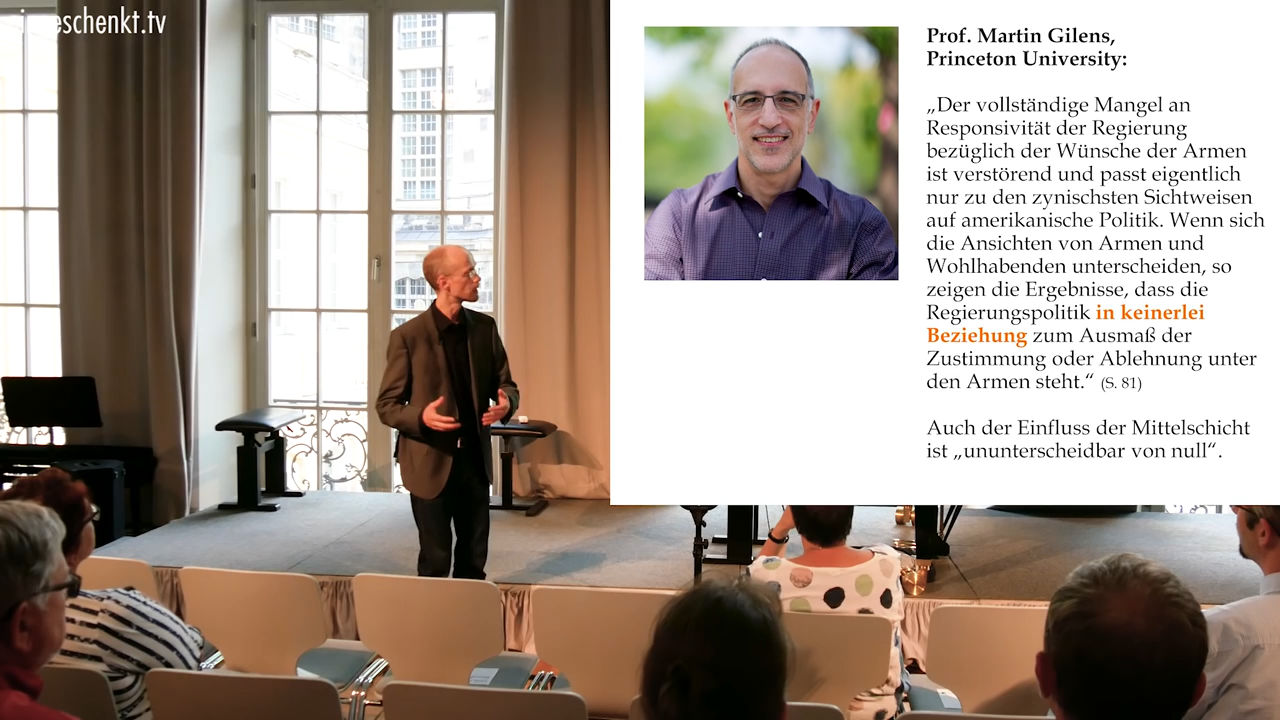 eschenkt.tv
Prof. Martin Gilens,
Princeton University:
„Der vollständige Mangel an
Responsivität der Regierung
bezüglich der Wünsche der Armen
ist verstörend und passt eigentlich
nur zu den zynischsten Sichtweisen
auf amerikanische Politik. Wenn sich
die Ansichten von Armen und
Wohlhabenden unterscheiden, so
zeigen die Ergebnisse, dass die
Regierungspolitik in keinerlei
Beziehung zum Ausmaß der
Zustimmung oder Ablehnung unter
den Armen steht.“ (S. 81)
Auch der Einfluss der Mittelschicht
ist „ununterscheidbar von null“.